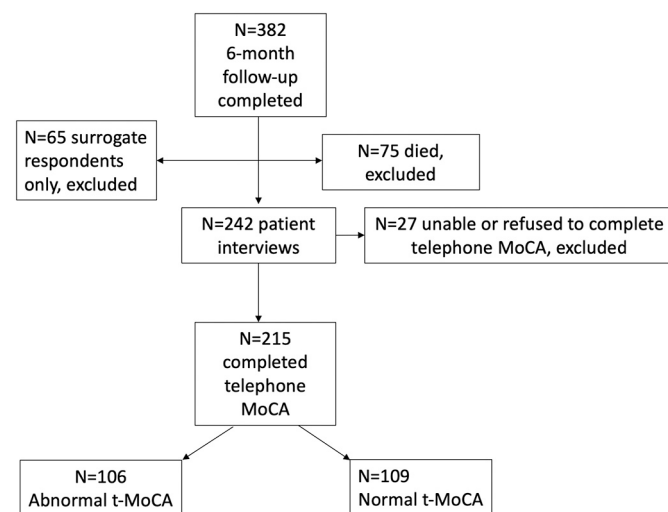 N=382
6-month
follow-up
completed
N=65 surrogate
respondents
only, excluded
N=75 died,
excluded
N=242 patient
interviews
N=27 unable or refused to complete
telephone MoCA, excluded
N=215
completed
telephone
MoCA
N=106
Abnormal t-MoCA
N=109
Normal t-MoCA